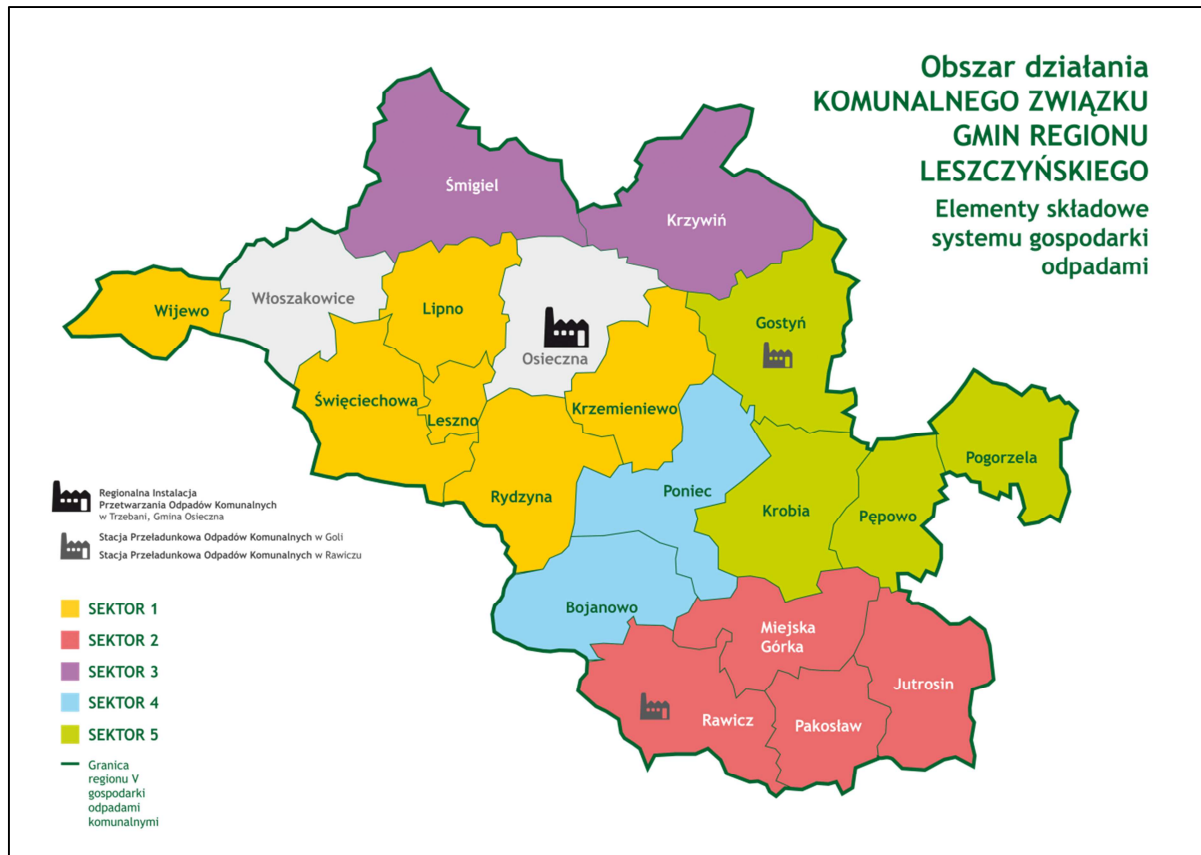 Obszar działania
KOMUNALNEGO ZWIĄZKU
GMIN REGIONU
LESZCZYŃSKIEGO
Elementy składowe
systemu gospodarki
odpadami
Śmigiel
Krzywiń
Włoszakowice
Wijewo
Lipno
Gostyń
Osieczna
Święciechowa
Leszno
Krzemieniewo
Pogorzela
Rydzyna
Poniec
Krobia
Pępowo
Bojanowo
Miejska
Górka
Jutrosin
Rawicz
Pakosław
Regionalna Instalacja
Przetwarzania Odpadów Komunalnych
w Trzebani, Gmina Osieczna
Stacja Przeładunkowa Odpadów Komunalnych w Goli
Stacja Przeładunkowa Odpadów Komunalnych w Rawiczu
SEKTOR 1
SEKTOR 2
SEKTOR 3
SEKTOR 4
SEKTOR 5
Granica
regionu V
gospodarki
odpadami
komunalnymi